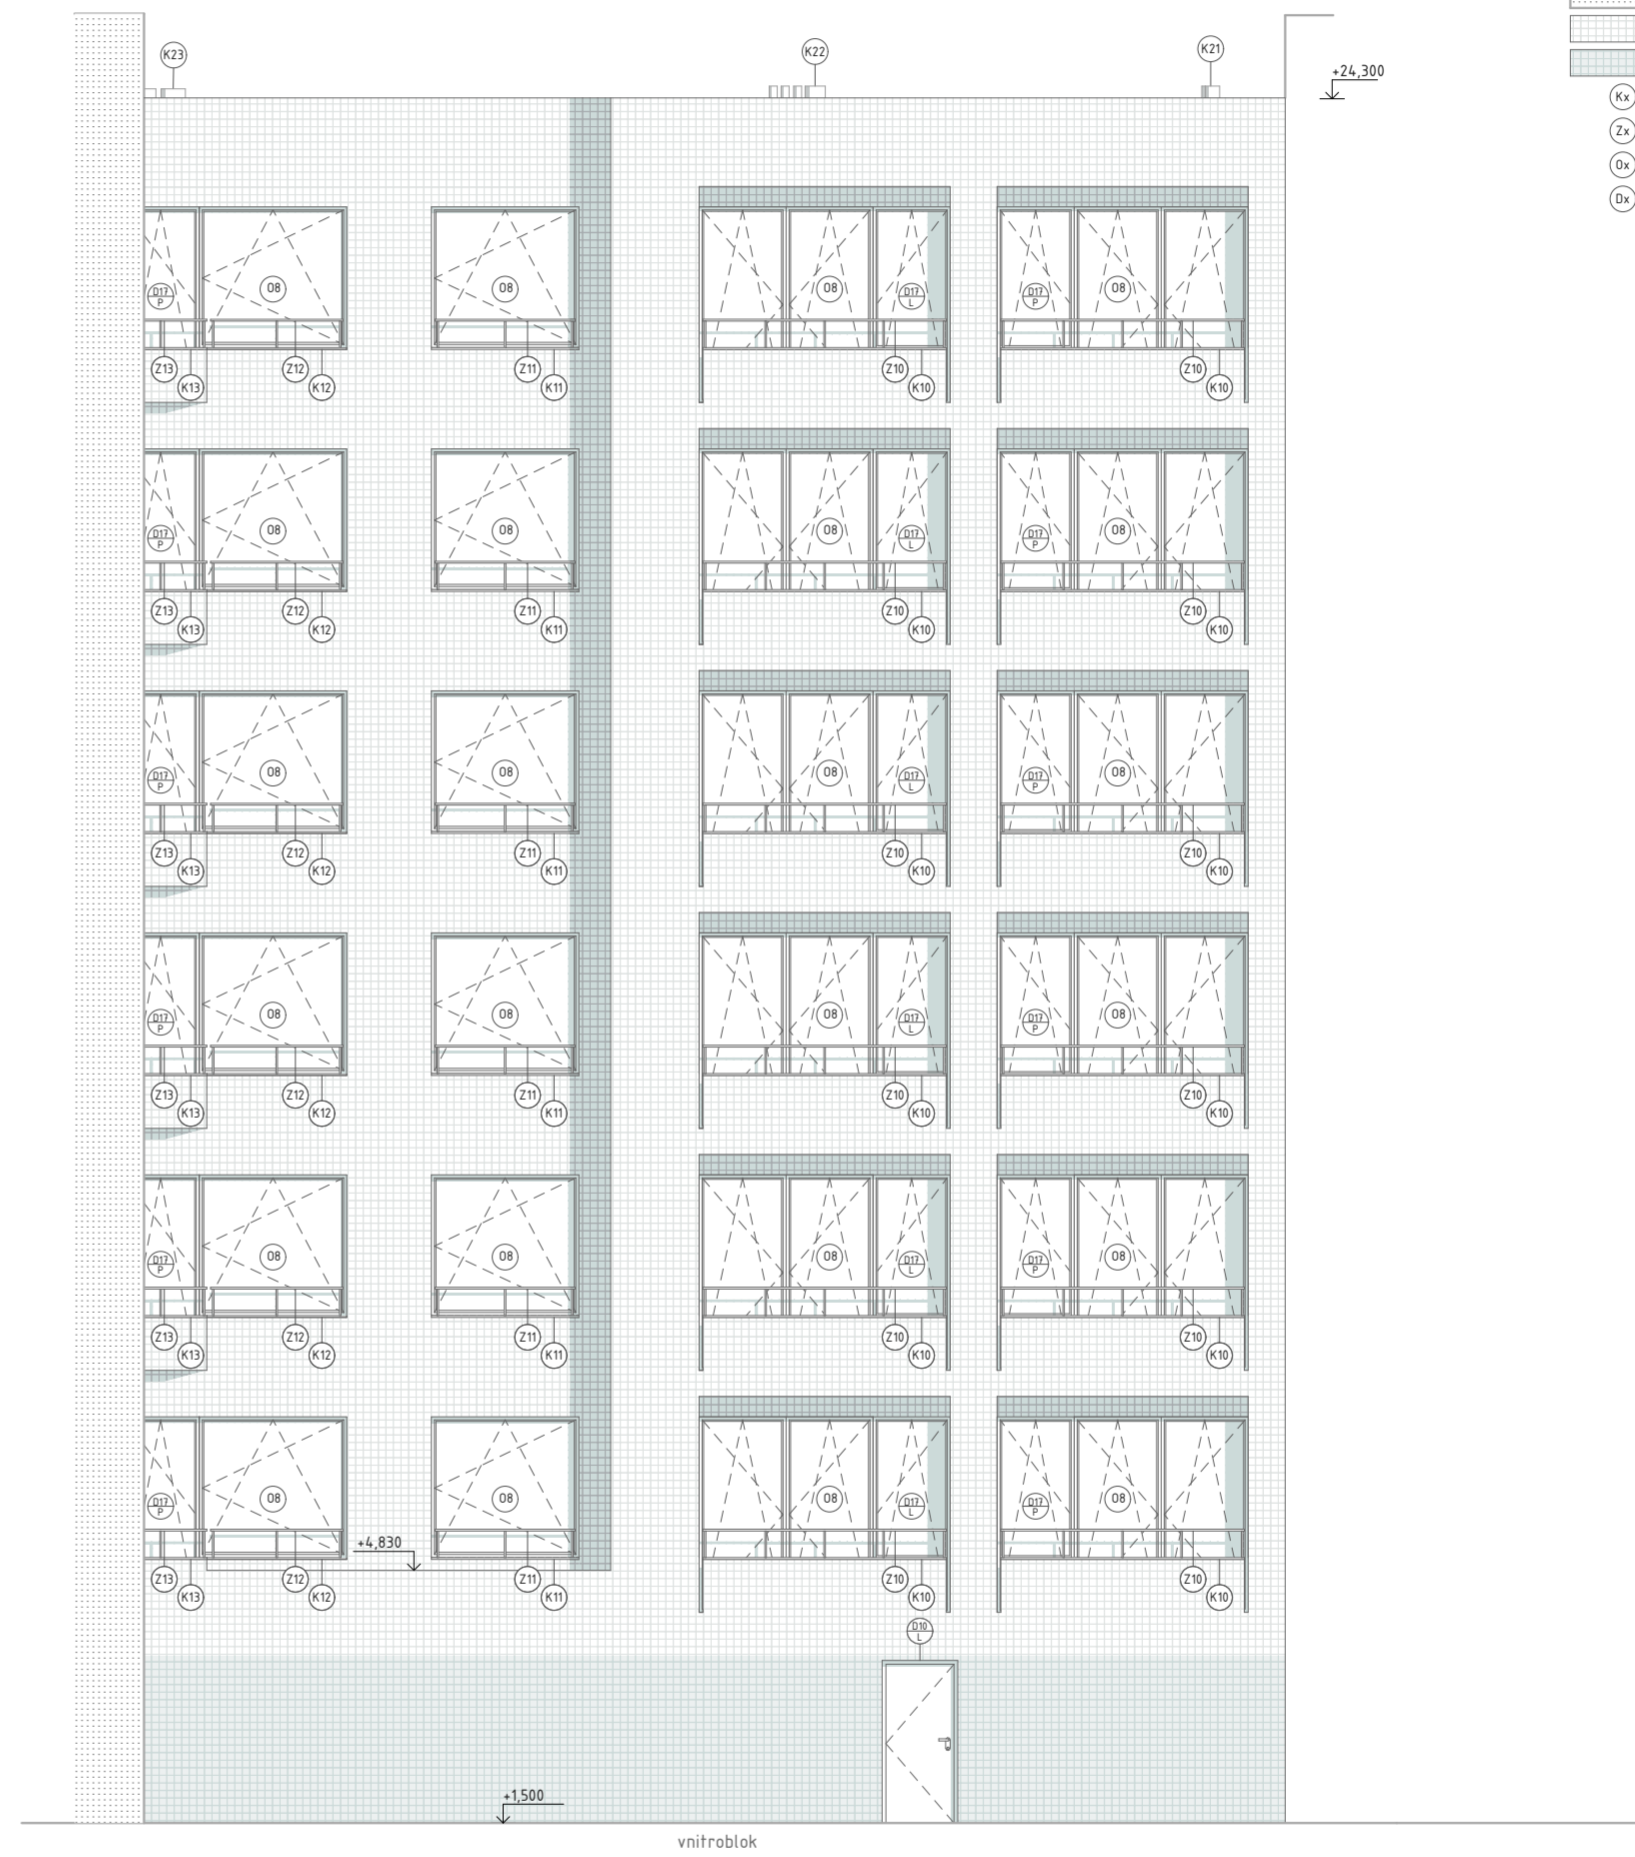 K23 K22 K21
+24,300
Kx
Zx
Ox
Dx
O8 O8 O8 O8
D17 P D17 L D17 P
Z13 Z12 Z11 Z10 Z10
K13 K12 K11 K10 K10
O8 O8 O8 O8
D17 P D17 L D17 P
Z13 Z12 Z11 Z10 Z10
K13 K12 K11 K10 K10
O8 O8 O8 O8
D17 P D17 L D17 P
Z13 Z12 Z11 Z10 Z10
K13 K12 K11 K10 K10
O8 O8 O8 O8
D17 P D17 L D17 P
Z13 Z12 Z11 Z10 Z10
K13 K12 K11 K10 K10
O8 O8 O8 O8
D17 P D17 L D17 P
Z13 Z12 Z11 Z10 Z10
K13 K12 K11 K10 K10
O8 O8 O8 O8
D17 P D17 L D17 P
+4,830
Z13 Z12 Z11 Z10 Z10
K13 K12 K11 K10 K10
D10 L
+1,500
vnitroblok